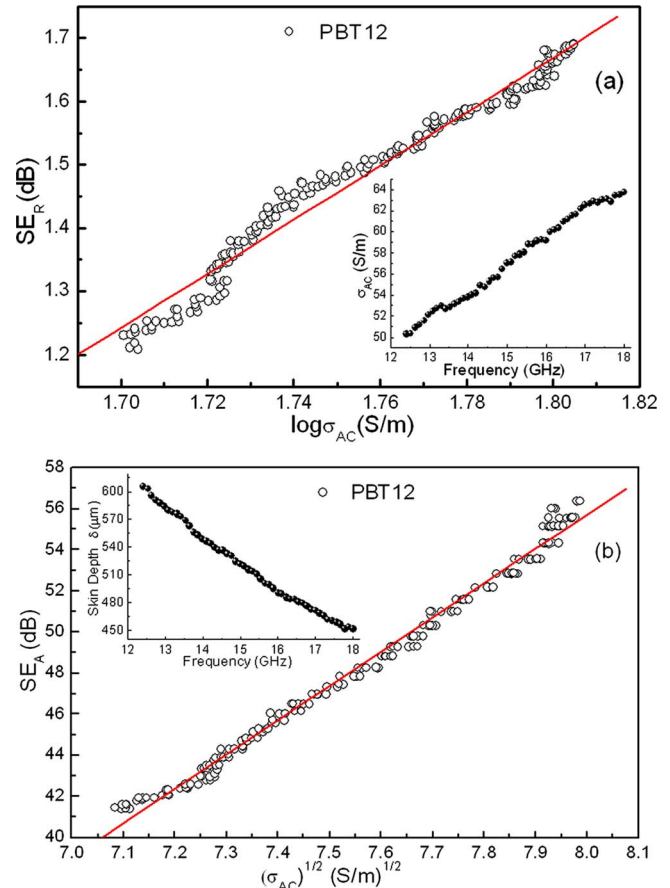 1.7
1.6
1.5
1.4
1.3
1.2
SE_R (dB)
PBT12
(a)
64
62
60
58
56
54
52
50
σ_AC (S/m)
12 13 14 15 16 17 18
Frequency (GHz)
1.70 1.72 1.74 1.76 1.78 1.80 1.82
logσ_AC(S/m)
58
56
54
52
50
48
46
44
42
40
SE_A (dB)
PBT12
(b)
600
570
540
510
480
450
Skin Depth δ(μm)
12 13 14 15 16 17 18
Frequency (GHz)
7.0 7.1 7.2 7.3 7.4 7.5 7.6 7.7 7.8 7.9 8.0 8.1
(σ_AC)^1/2 (S/m)^1/2